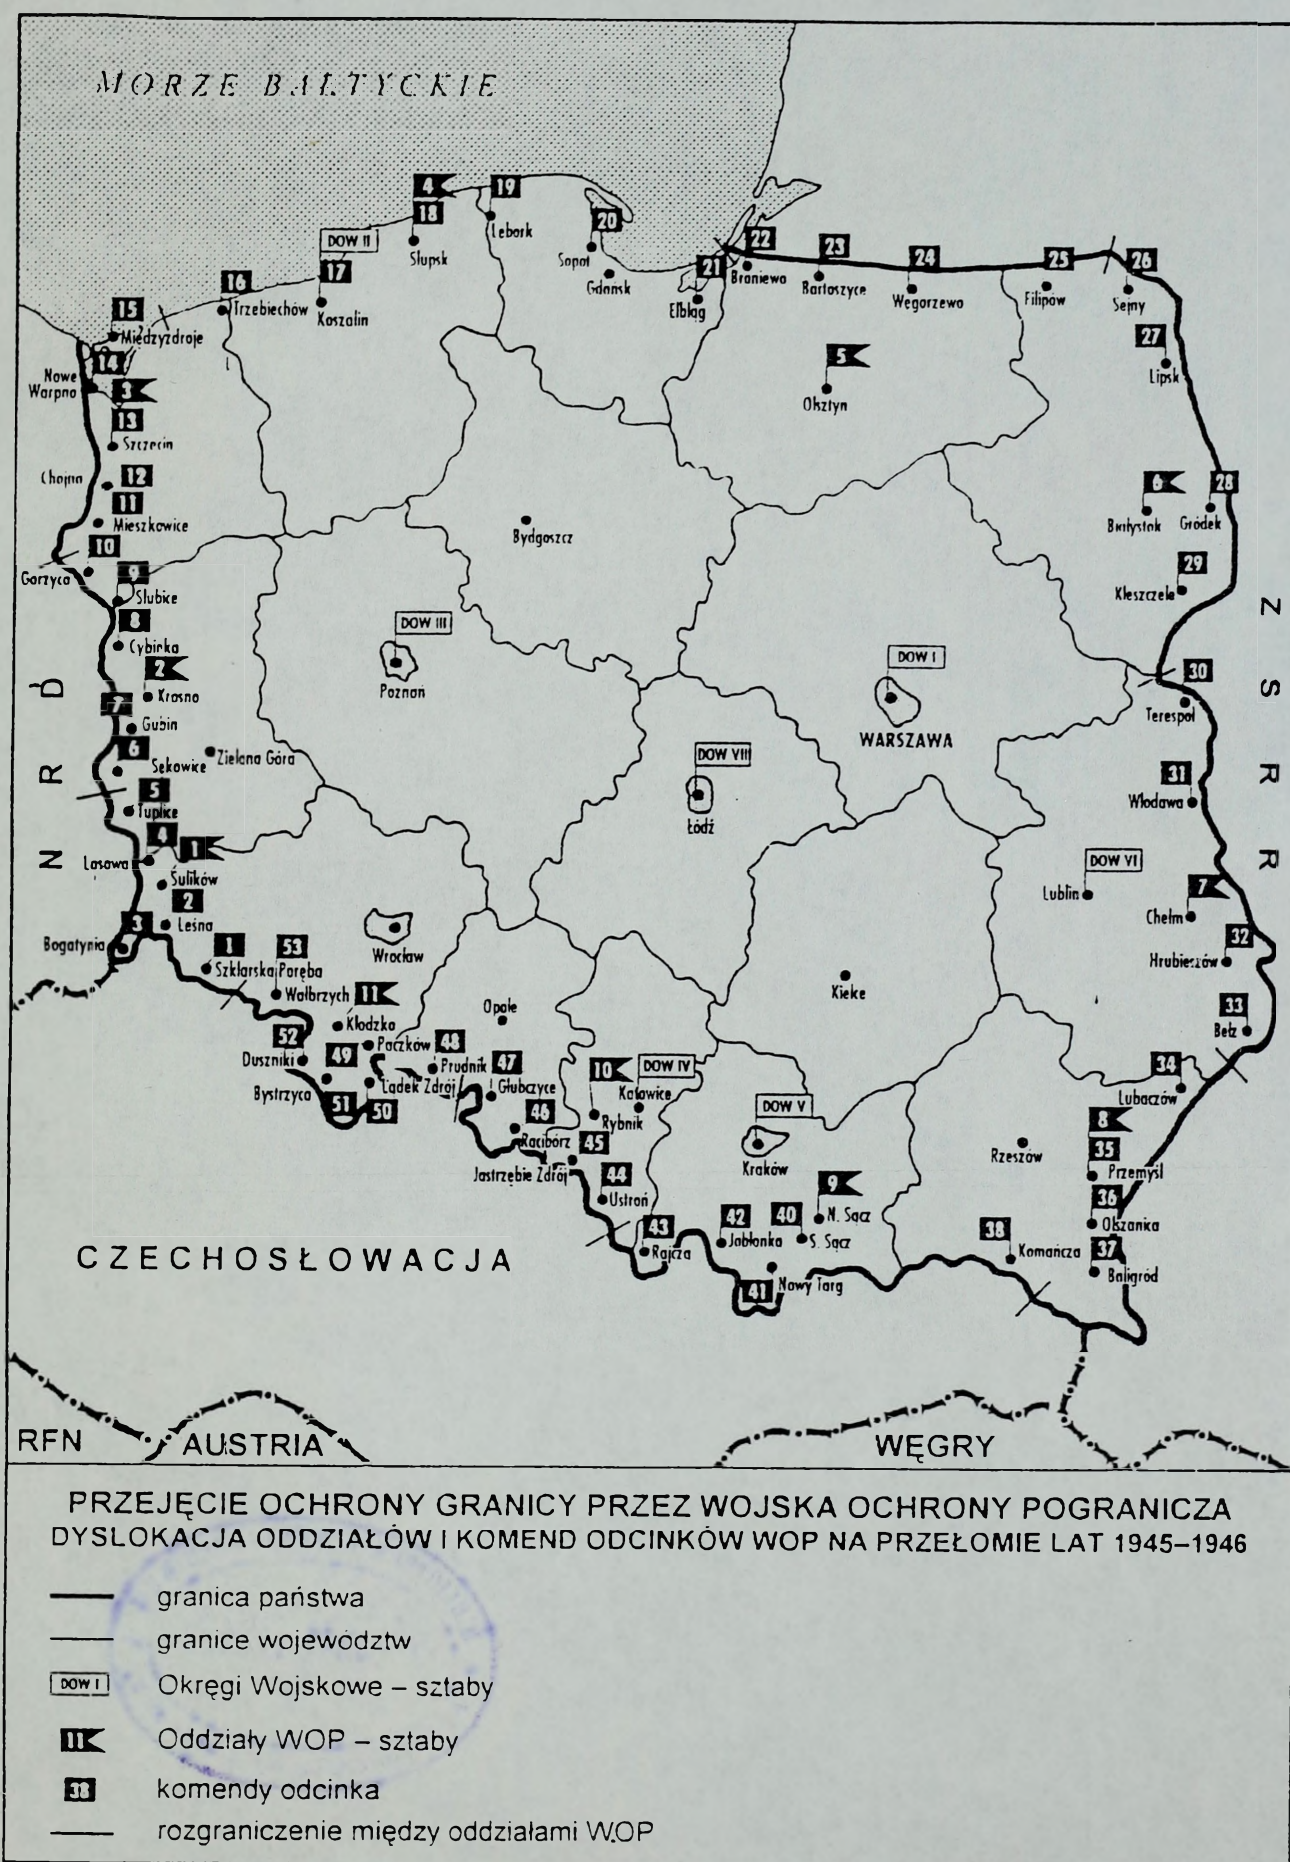 MORZE BAŁTYCKIE
4
19
18
Lębork
20
DOW II
Słupsk
Sopot
22
23
24
25
26
17
21
Braniewo
16
Gdańsk
Bartoszyce
Węgorzewo
Filipów
Sejny
Trzebiechów
Koszalin
Elbląg
15
Międzyzdroje
27
14
5
Lipsk
Nowe
Warpno
3
Olsztyn
13
Szczecin
Chojna
12
6
28
11
Mieszkowice
Białystok
Gródek
Bydgoszcz
10
Gorzyca
9
29
Słubice
Kleszczele
8
DOW III
Cybinka
DOW I
2
30
Krosno
Poznań
7
Terespol
Gubin
WARSZAWA
6
Zielona Góra
DOW VII
Sękowice
31
5
Tuplice
Włodawa
4
1
Łódź
Lasowa
DOW VI
Sulików
Lublin
7
2
Chełm
Leśna
3
Bogatynia
1
53
Wrocław
32
Szklarska Poręba
Hrubieszów
Wałbrzych
11
Kielce
Opole
33
Kłodzko
Bełz
52
Paczków
48
Duszniki
49
Prudnik
47
10
DOW IV
34
Lądek Zdrój
Głubczyce
Katowice
Bystrzyca
51
50
Lubaczów
46
Rybnik
DOW V
8
Racibórz
45
Rzeszów
35
Kraków
Jastrzębie Zdrój
44
9
Przemyśl
Ustroń
36
43
42
40
N. Sącz
Olszanka
Rajcza
Jabłonka
S. Sącz
38
Komańcza
37
41
Nowy Targ
Baligród
N R D
Z S R R
CZECHOSŁOWACJA
RFN
AUSTRIA
WĘGRY
PRZEJĘCIE OCHRONY GRANICY PRZEZ WOJSKA OCHRONY POGRANICZA
DYSLOKACJA ODDZIAŁÓW I KOMEND ODCINKÓW WOP NA PRZEŁOMIE LAT 1945–1946
granica państwa
granice województw
DOW I
Okręgi Wojskowe – sztaby
11
Oddziały WOP – sztaby
38
komendy odcinka
rozgraniczenie między oddziałami WOP